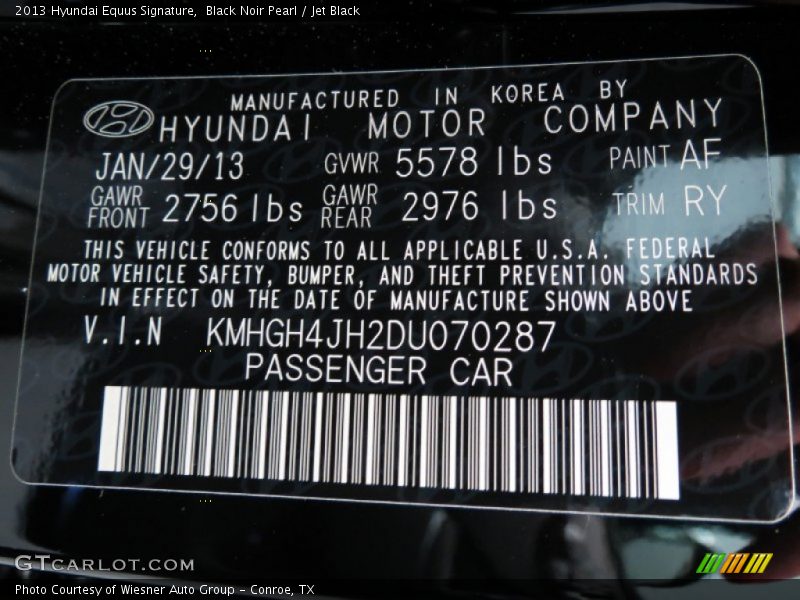 2013 Hyundai Equus Signature,  Black Noir Pearl / Jet Black
MANUFACTURED IN KOREA BY
HYUNDAI MOTOR COMPANY
JAN/29/13 GVWR 5578 lbs PAINT AF
GAWR FRONT 2756 lbs GAWR REAR 2976 lbs TRIM RY
THIS VEHICLE CONFORMS TO ALL APPLICABLE U.S.A. FEDERAL
MOTOR VEHICLE SAFETY, BUMPER, AND THEFT PREVENTION STANDARDS
IN EFFECT ON THE DATE OF MANUFACTURE SHOWN ABOVE
V.I.N KMHGH4JH2DU070287
PASSENGER CAR
GTCARLOT.COM
Photo Courtesy of Wiesner Auto Group - Conroe, TX